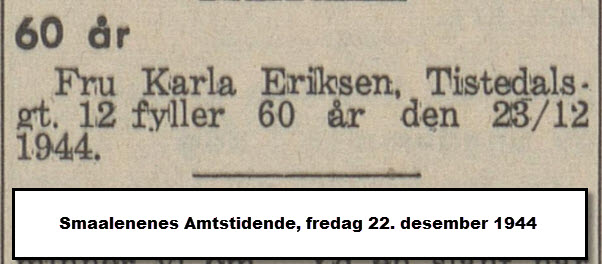 60 år
Fru Karla Eriksen, Tistedals-
gt. 12 fyller 60 år den 23/12
1944.
Smaalenenes Amtstidende, fredag 22. desember 1944